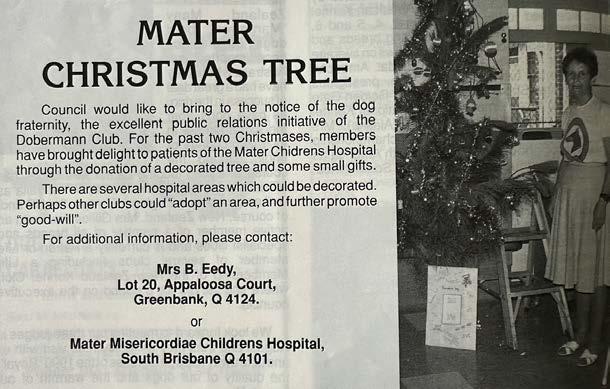 MATER
CHRISTMAS TREE
Council would like to bring to the notice of the dog
fraternity, the excellent public relations initiative of the
Dobermann Club. For the past two Christmases, members
have brought delight to patients of the Mater Chidrens Hospital
through the donation of a decorated tree and some small gifts.
There are several hospital areas which could be decorated.
Perhaps other clubs could "adopt" an area, and further promote
"good-will".
For additional information, please contact:
Mrs B. Eedy,
Lot 20, Appaloosa Court,
Greenbank, Q 4124.
or
Mater Misericordiae Childrens Hospital,
South Brisbane Q 4101.